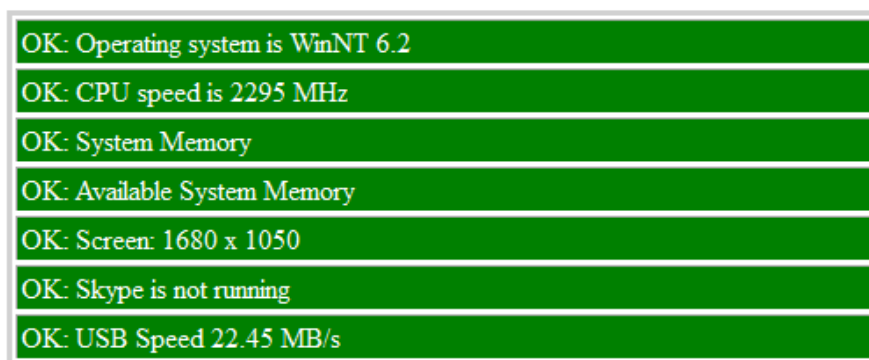 OK: Operating system is WinNT 6.2
OK: CPU speed is 2295 MHz
OK: System Memory
OK: Available System Memory
OK: Screen: 1680 x 1050
OK: Skype is not running
OK: USB Speed 22.45 MB/s